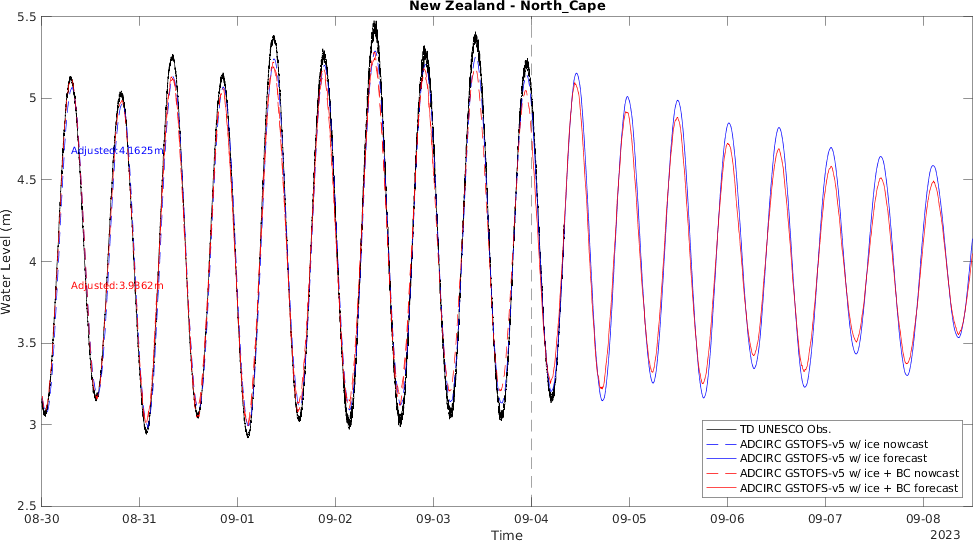 New Zealand - North_Cape
Water Level (m)
5.5
5
4.5
4
3.5
3
2.5
Adjusted:4.1625m
Adjusted:3.9362m
TD UNESCO Obs.
ADCIRC GSTOFS-v5 w/ ice nowcast
ADCIRC GSTOFS-v5 w/ ice forecast
ADCIRC GSTOFS-v5 w/ ice + BC nowcast
ADCIRC GSTOFS-v5 w/ ice + BC forecast
08-30 08-31 09-01 09-02 09-03 09-04 09-05 09-06 09-07 09-08
Time
2023